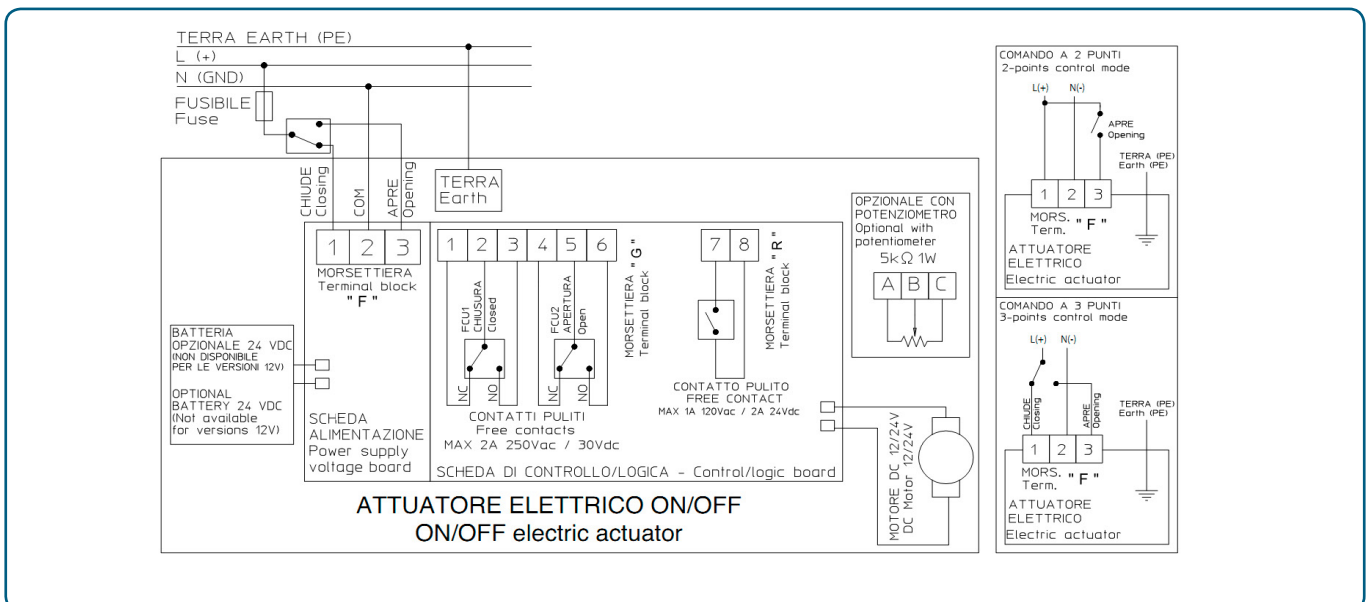 TERRA EARTH (PE)
L (+)
N (GND)
FUSIBILE
Fuse
CHIUDE
Closing
COM
APRE
Opening
TERRA
Earth
1 2 3
MORSETTIERA
Terminal block
" F "
1 2 3 4 5 6
MORSETTIERA " G "
Terminal block
FCU1
CHIUSURA
Closed
FCU2
APERTURA
Open
NC NO NC NO
CONTATTI PULITI
Free contacts
MAX 2A 250Vac / 30Vdc
7 8
MORSETTIERA " R "
Terminal block
CONTATTO PULITO
FREE CONTACT
MAX 1A 120Vac / 2A 24Vdc
OPZIONALE CON
POTENZIOMETRO
Optional with
potentiometer
5kΩ 1W
A B C
BATTERIA
OPZIONALE 24 VDC
(NON DISPONIBILE
PER LE VERSIONI 12V)
OPTIONAL
BATTERY 24 VDC
(Not available
for versions 12V)
SCHEDA
ALIMENTAZIONE
Power supply
voltage board
SCHEDA DI CONTROLLO/LOGICA - Control/logic board
MOTORE DC 12/24V
DC Motor 12/24V
ATTUATORE ELETTRICO ON/OFF
ON/OFF electric actuator
COMANDO A 2 PUNTI
2-points control mode
L(+) N(-)
APRE
Opening
TERRA (PE)
Earth (PE)
1 2 3
MORS. " F "
Term.
ATTUATORE
ELETTRICO
Electric actuator
COMANDO A 3 PUNTI
3-points control mode
L(+) N(-)
CHIUDE
Closing
APRE
Opening
TERRA (PE)
Earth (PE)
1 2 3
MORS. " F "
Term.
ATTUATORE
ELETTRICO
Electric actuator